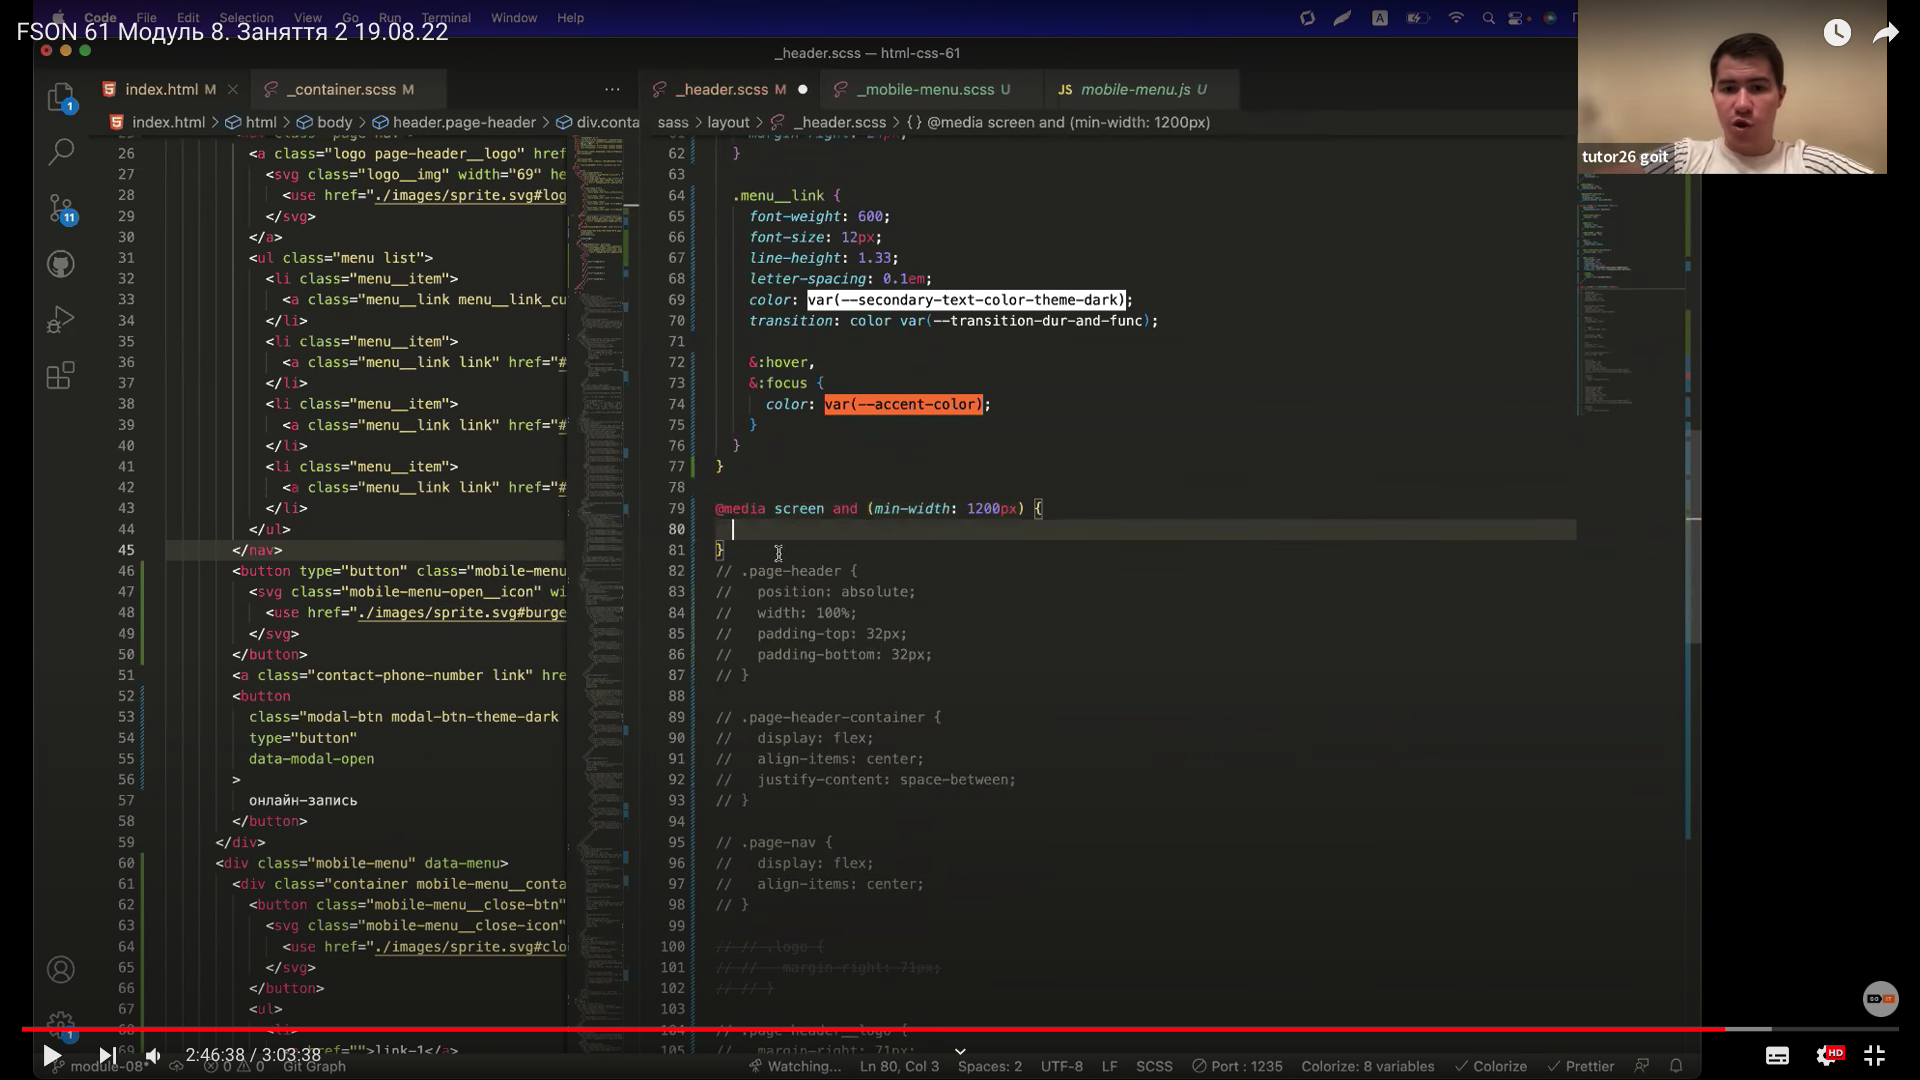 Code File Edit Selection View Go Run Terminal Window Help
FSON 61 Модуль 8. Заняття 2 19.08.22
_header.scss — html-css-61
index.html M
_container.scss M
_header.scss M
_mobile-menu.scss U
JS mobile-menu.js U
index.html > html > body > header.page-header > div.conta
sass > layout > _header.scss > {} @media screen and (min-width: 1200px)
tutor26 goit
1
11
26 <a class="logo page-header__logo" href
27 <svg class="logo__img" width="69" he
28 <use href="./images/sprite.svg#log
29 </svg>
30 </a>
31 <ul class="menu list">
32 <li class="menu__item">
33 <a class="menu__link menu__link_cu
34 </li>
35 <li class="menu__item">
36 <a class="menu__link link" href="#
37 </li>
38 <li class="menu__item">
39 <a class="menu__link link" href="#
40 </li>
41 <li class="menu__item">
42 <a class="menu__link link" href="#
43 </li>
44 </ul>
45 </nav>
46 <button type="button" class="mobile-menu
47 <svg class="mobile-menu-open__icon" wi
48 <use href="./images/sprite.svg#burge
49 </svg>
50 </button>
51 <a class="contact-phone-number link" hre
52 <button
53 class="modal-btn modal-btn-theme-dark
54 type="button"
55 data-modal-open
56 >
57 онлайн-запись
58 </button>
59 </div>
60 <div class="mobile-menu" data-menu>
61 <div class="container mobile-menu__conta
62 <button class="mobile-menu__close-btn"
63 <svg class="mobile-menu__close-icon"
64 <use href="./images/sprite.svg#clo
65 </svg>
66 </button>
67 <ul>
<a href="">link-1</a>
62 }
63
64 .menu__link {
65 font-weight: 600;
66 font-size: 12px;
67 line-height: 1.33;
68 letter-spacing: 0.1em;
69 color: var(--secondary-text-color-theme-dark);
70 transition: color var(--transition-dur-and-func);
71
72 &:hover,
73 &:focus {
74 color: var(--accent-color);
75 }
76 }
77 }
78
79 @media screen and (min-width: 1200px) {
80
81 }
82 // .page-header {
83 // position: absolute;
84 // width: 100%;
85 // padding-top: 32px;
86 // padding-bottom: 32px;
87 // }
88
89 // .page-header-container {
90 // display: flex;
91 // align-items: center;
92 // justify-content: space-between;
93 // }
94
95 // .page-nav {
96 // display: flex;
97 // align-items: center;
98 // }
99
100 // // .logo {
101 // // margin-right: 71px;
102 // // }
103
104 // .page-header__logo {
105 // margin-right: 71px;
1
2:46:38 / 3:03:38
HD
module-08* 0 0 Git Graph
Watching... Ln 80, Col 3 Spaces: 2 UTF-8 LF SCSS Port : 1235 Colorize: 8 variables Colorize Prettier